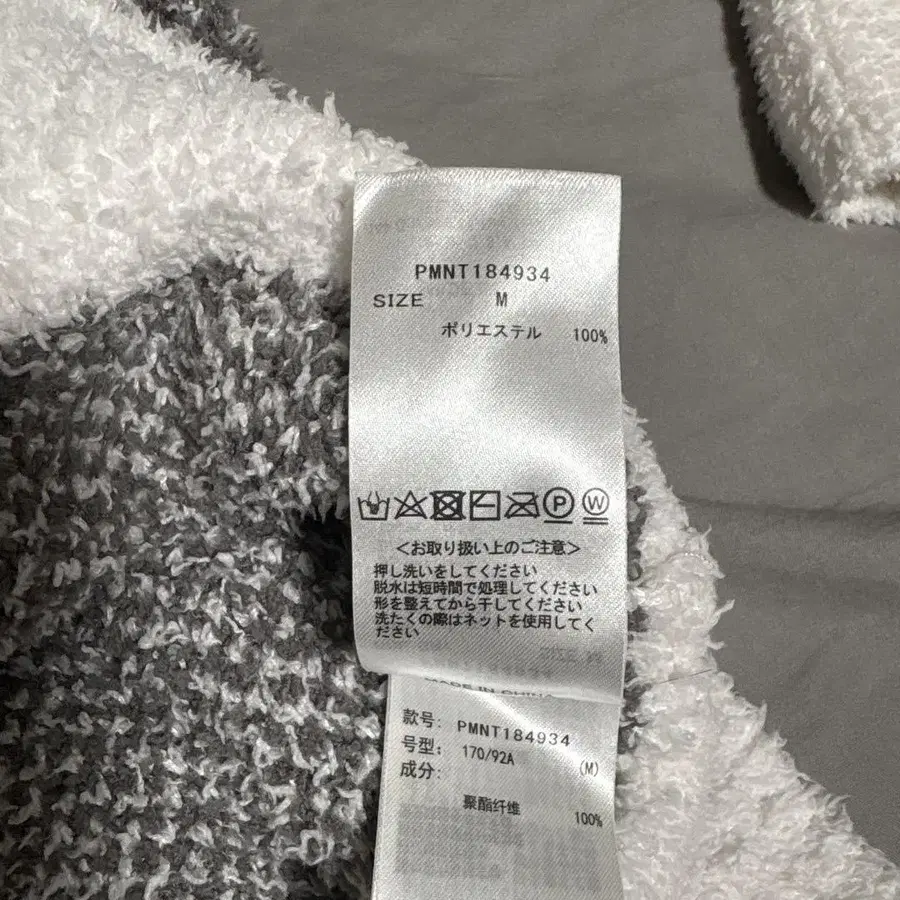 PMNT184934
SIZE M
ポリエステル 100%
P W
<お取り扱い上のご注意>
押し洗いをしてください
脱水は短時間で処理してください
形を整えてから干してください
洗たくの際はネットを使用してく
ださい
MADE IN CHINA
款号: PMNT184934
号型: 170/92A (M)
成分:
聚酯纤维 100%